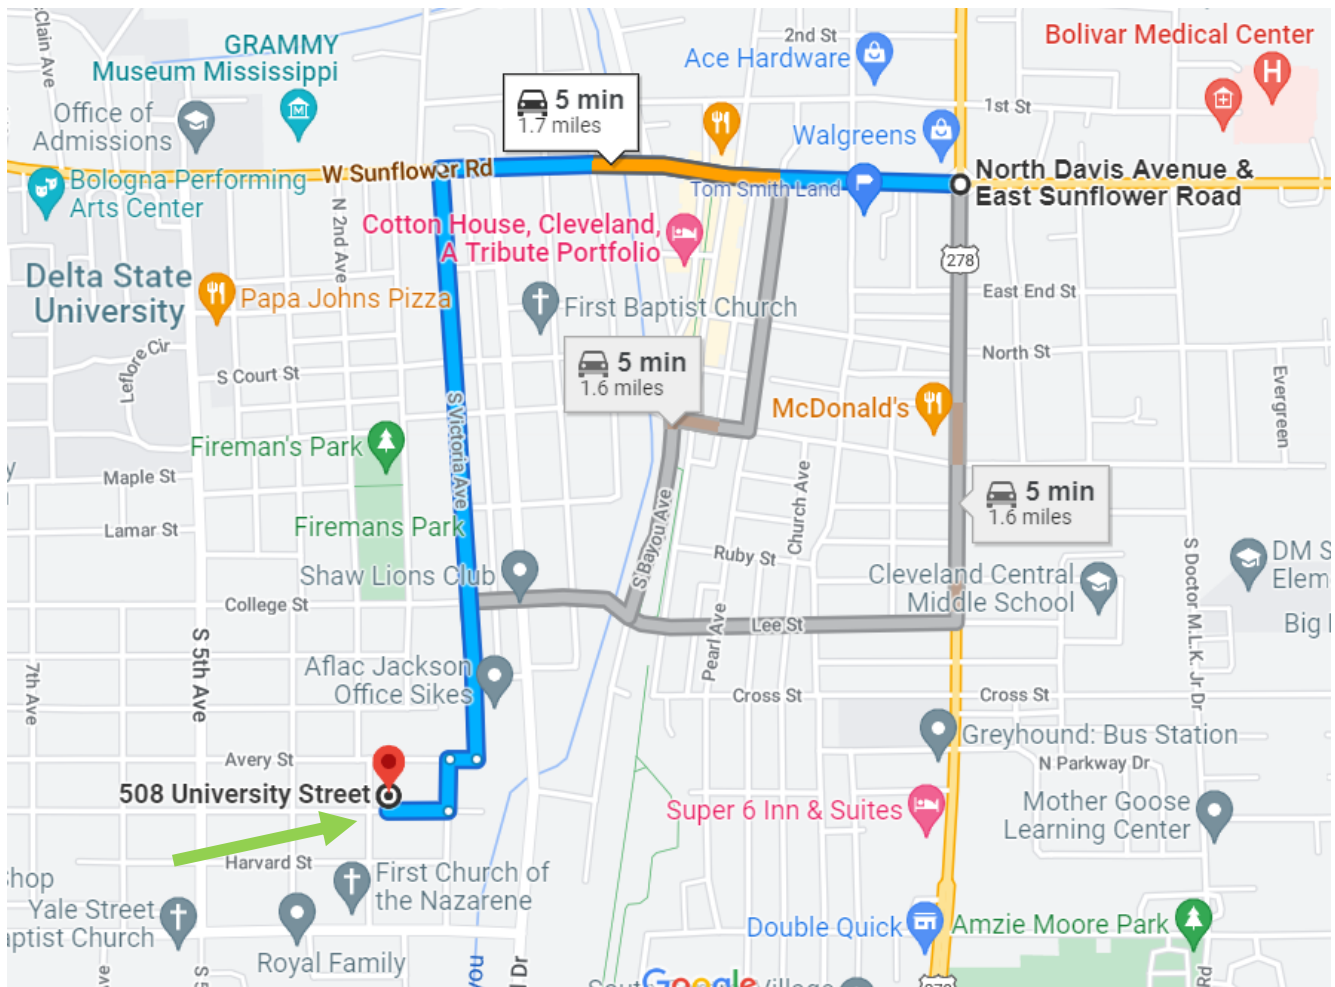 Clain Ave
GRAMMY
Museum Mississippi
Office of
Admissions
5 min
1.7 miles
2nd St
Ace Hardware
Bolivar Medical Center
H
1st St
Walgreens
W Sunflower Rd
Bologna Performing
Arts Center
N 2nd Ave
Tom Smith Land
North Davis Avenue &
East Sunflower Road
Cotton House, Cleveland,
A Tribute Portfolio
278
Delta State
University
Papa Johns Pizza
First Baptist Church
East End St
Leflore Cir
S Court St
5 min
1.6 miles
North St
Evergreen
McDonald's
S Victoria Ave
Fireman's Park
Maple St
Church Ave
5 min
1.6 miles
Lamar St
Firemans Park
S Bayou Ave
Ruby St
S Doctor M.L.K. Jr Dr
DM S
Elem
Shaw Lions Club
Cleveland Central
Middle School
College St
Pearl Ave
Lee St
Big
7th Ave
S 5th Ave
Aflac Jackson
Office Sikes
Cross St
Cross St
Avery St
Greyhound: Bus Station
N Parkway Dr
508 University Street
Super 6 Inn & Suites
Mother Goose
Learning Center
Harvard St
First Church of
the Nazarene
Shop
Yale Street
aptist Church
Royal Family
Double Quick
Amzie Moore Park
Dr
Rd
Google